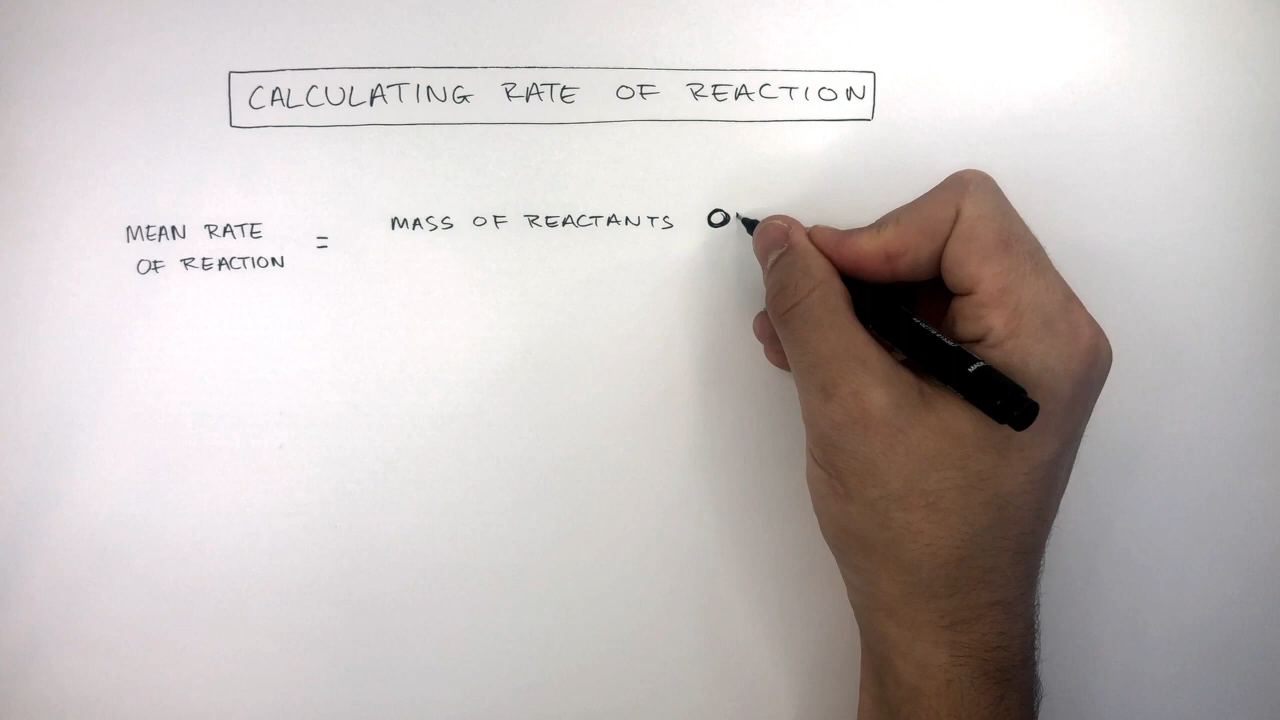 CALCULATING RATE OF REACTION
MEAN RATE
OF REACTION
=
MASS OF REACTANTS O